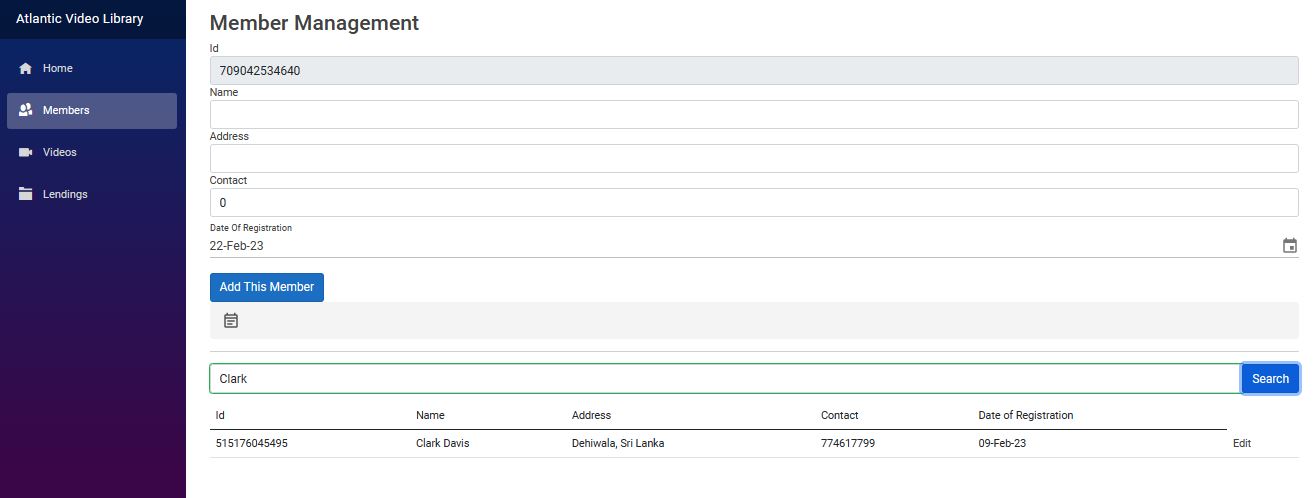 Atlantic Video Library
Home
Members
Videos
Lendings
Member Management
Id
709042534640
Name
Address
Contact
0
Date Of Registration
22-Feb-23
Add This Member
Clark Search
Id Name Address Contact Date of Registration
515176045495 Clark Davis Dehiwala, Sri Lanka 774617799 09-Feb-23 Edit